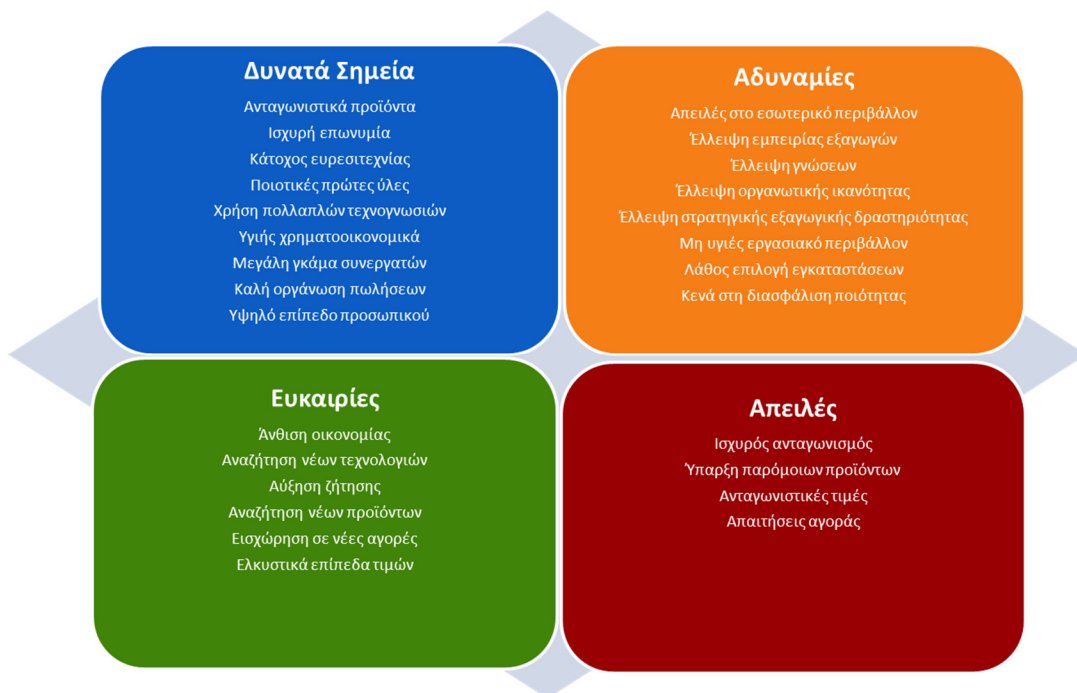 Δυνατά Σημεία
Ανταγωνιστικά προϊόντα
Ισχυρή επωνυμία
Κάτοχος ευρεσιτεχνίας
Ποιοτικές πρώτες ύλες
Χρήση πολλαπλών τεχνογνωσιών
Υγιής χρηματοοικονομικά
Μεγάλη γκάμα συνεργατών
Καλή οργάνωση πωλήσεων
Υψηλό επίπεδο προσωπικού
Αδυναμίες
Απειλές στο εσωτερικό περιβάλλον
Έλλειψη εμπειρίας εξαγωγών
Έλλειψη γνώσεων
Έλλειψη οργανωτικής ικανότητας
Έλλειψη στρατηγικής εξαγωγικής δραστηριότητας
Μη υγιές εργασιακό περιβάλλον
Λάθος επιλογή εγκαταστάσεων
Κενά στη διασφάλιση ποιότητας
Ευκαιρίες
Άνθιση οικονομίας
Αναζήτηση νέων τεχνολογιών
Αύξηση ζήτησης
Αναζήτηση νέων προϊόντων
Εισχώρηση σε νέες αγορές
Ελκυστικά επίπεδα τιμών
Απειλές
Ισχυρός ανταγωνισμός
Ύπαρξη παρόμοιων προϊόντων
Ανταγωνιστικές τιμές
Απαιτήσεις αγοράς